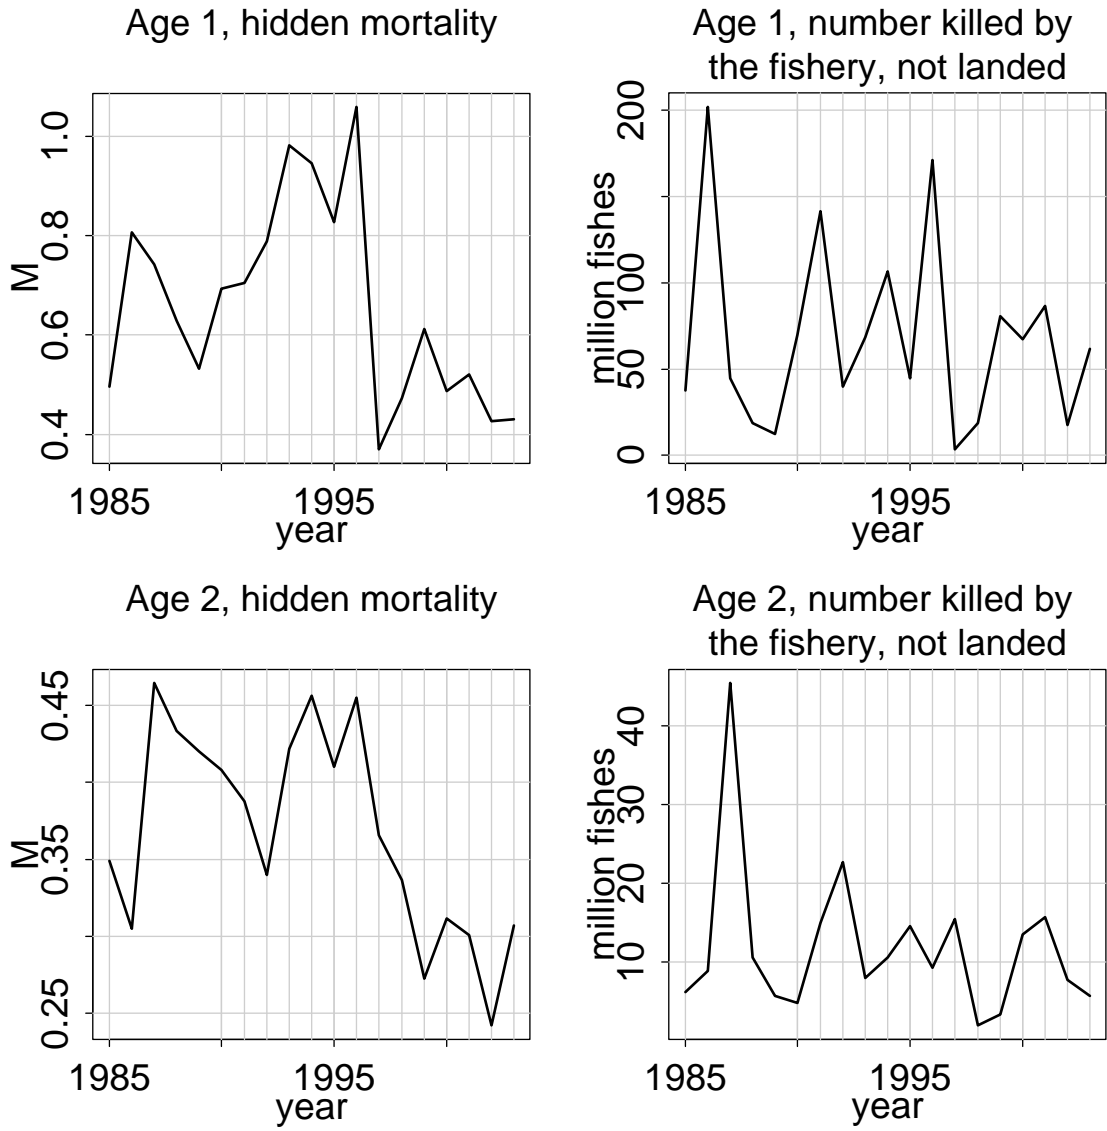 Age 1, hidden mortality
M
1.0
0.8
0.6
0.4
1985 1995
year
Age 1, number killed by
the fishery, not landed
million fishes
200
100
50
0
1985 1995
year
Age 2, hidden mortality
M
0.45
0.35
0.25
1985 1995
year
Age 2, number killed by
the fishery, not landed
million fishes
40
30
20
10
1985 1995
year